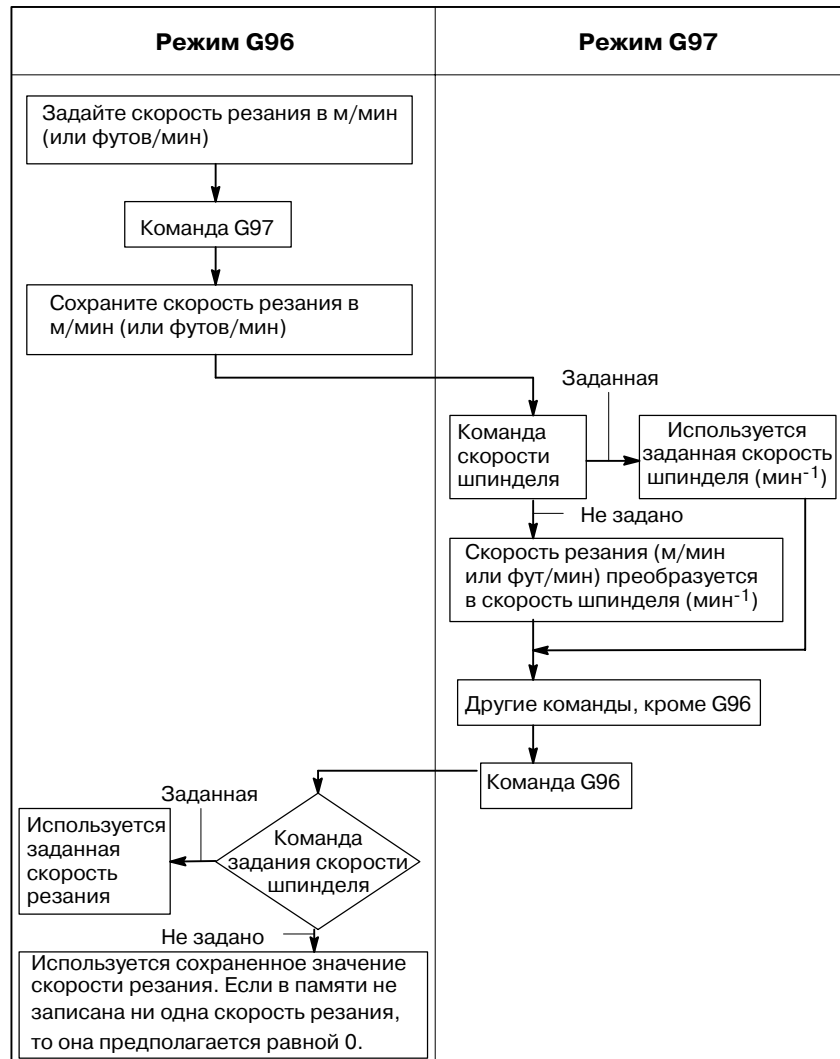 Режим G96
Режим G97
Задайте скорость резания в м/мин
(или футов/мин)
Команда G97
Сохраните скорость резания в
м/мин (или футов/мин)
Заданная
Команда
скорости
шпинделя
Используется
заданная скорость
шпинделя (мин-1)
Не задано
Скорость резания (м/мин
или фут/мин) преобразуется
в скорость шпинделя (мин-1)
Другие команды, кроме G96
Команда G96
Заданная
Используется
заданная
скорость
резания
Команда
задания скорости
шпинделя
Не задано
Используется сохраненное значение
скорости резания. Если в памяти не
записана ни одна скорость резания,
то она предполагается равной 0.